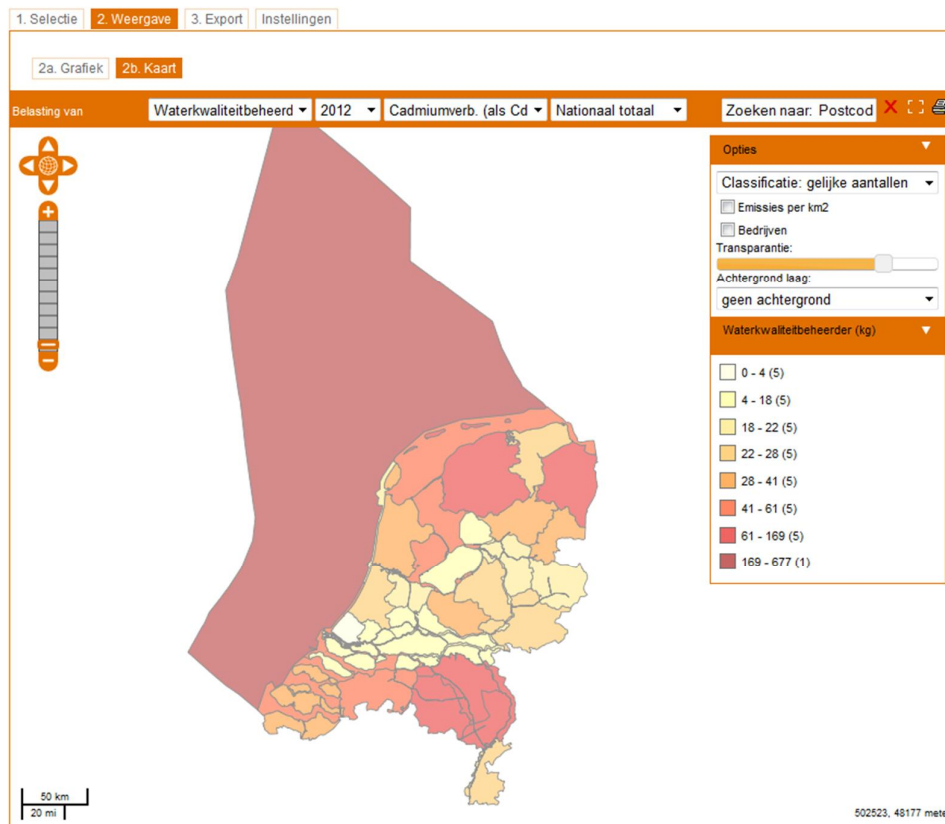 1. Selectie 2. Weergave 3. Export Instellingen
2a. Grafiek 2b. Kaart
Belasting van Waterkwaliteitbeheerd 2012 Cadmiumverb. (als Cd Nationaal totaal Zoeken naar: Postcod
Opties
Classificatie: gelijke aantallen
Emissies per km2
Bedrijven
Transparantie:
Achtergrond laag:
geen achtergrond
Waterkwaliteitbeheerder (kg)
0 - 4 (5)
4 - 18 (5)
18 - 22 (5)
22 - 28 (5)
28 - 41 (5)
41 - 61 (5)
61 - 169 (5)
169 - 677 (1)
50 km
20 mi
502523, 48177 mete